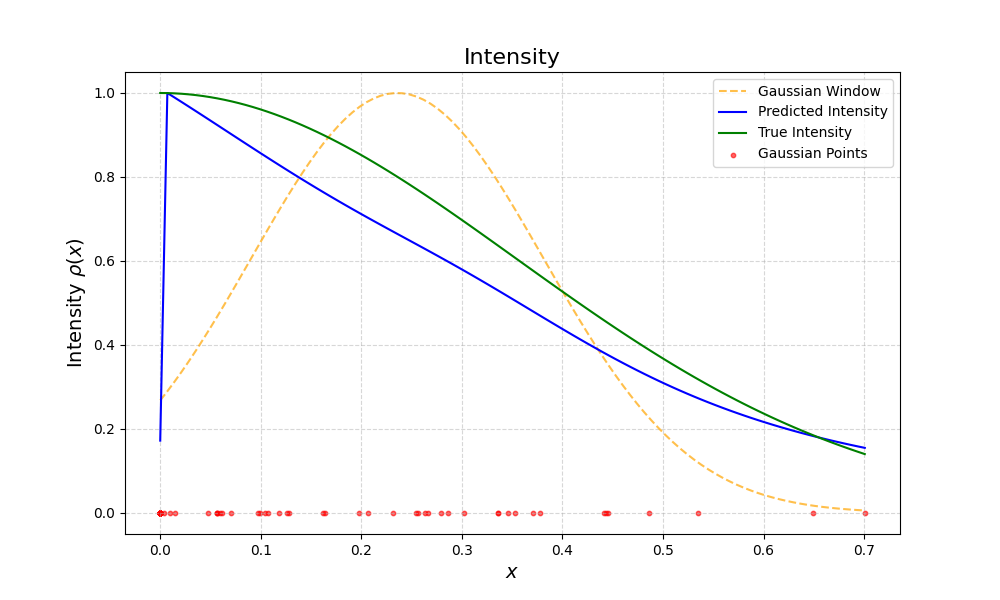 Intensity
Gaussian Window
Predicted Intensity
True Intensity
Gaussian Points
Intensity ρ(x)
1.0
0.8
0.6
0.4
0.2
0.0
0.0 0.1 0.2 0.3 0.4 0.5 0.6 0.7
x